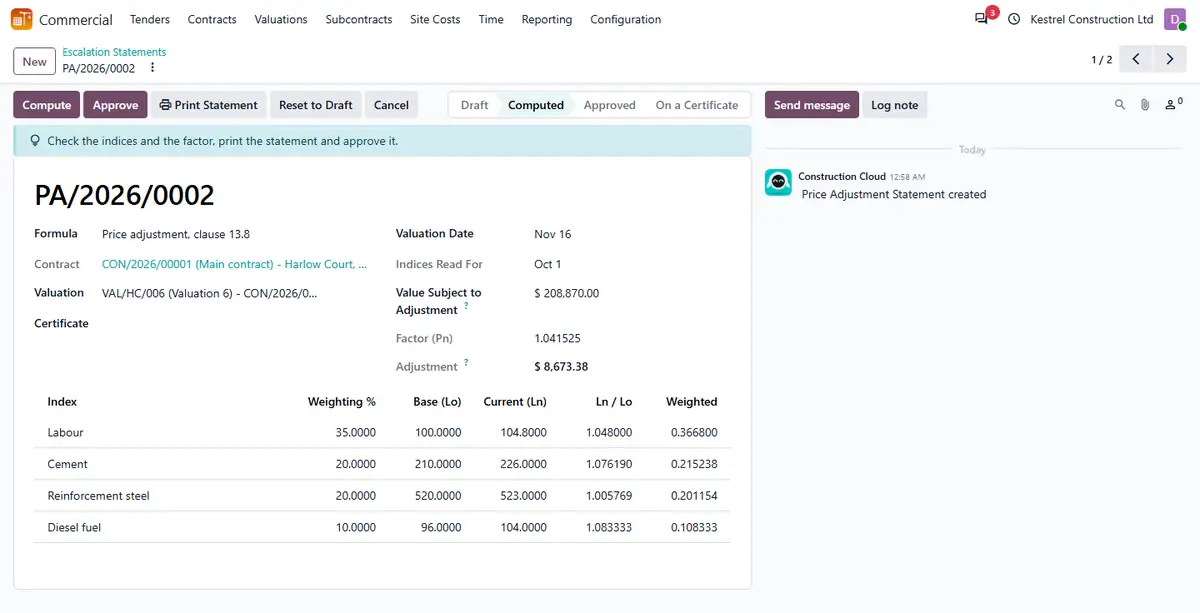 Commercial Tenders Contracts Valuations Subcontracts Site Costs Time Reporting Configuration 3 Kestrel Construction Ltd D
New Escalation Statements
PA/2026/0002
1 / 2
Compute Approve Print Statement Reset to Draft Cancel Draft Computed Approved On a Certificate Send message Log note 0
Check the indices and the factor, print the statement and approve it.
Today
Construction Cloud 12:58 AM
Price Adjustment Statement created
PA/2026/0002
Formula Price adjustment, clause 13.8
Contract CON/2026/00001 (Main contract) - Harlow Court, ...
Valuation VAL/HC/006 (Valuation 6) - CON/2026/0...
Certificate
Valuation Date Nov 16
Indices Read For Oct 1
Value Subject to Adjustment ? $ 208,870.00
Factor (Pn) 1.041525
Adjustment ? $ 8,673.38
Index Weighting % Base (Lo) Current (Ln) Ln / Lo Weighted
Labour 35.0000 100.0000 104.8000 1.048000 0.366800
Cement 20.0000 210.0000 226.0000 1.076190 0.215238
Reinforcement steel 20.0000 520.0000 523.0000 1.005769 0.201154
Diesel fuel 10.0000 96.0000 104.0000 1.083333 0.108333